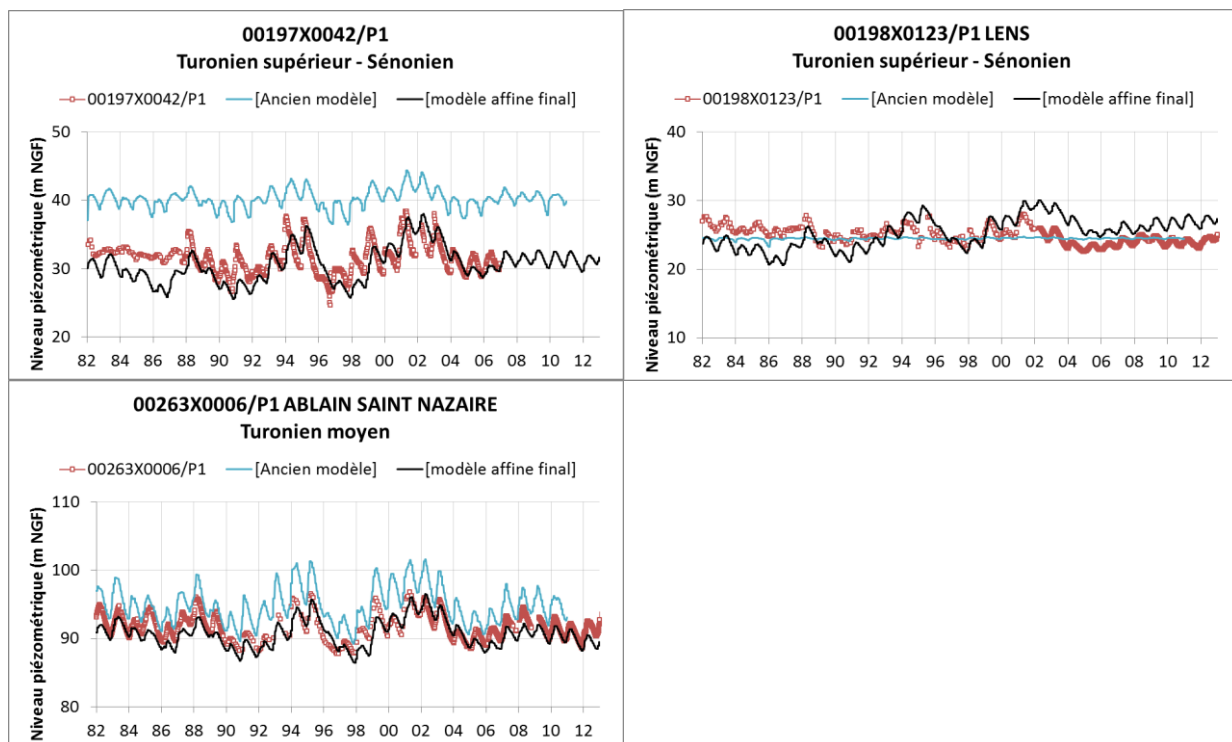 00197X0042/P1
Turonien supérieur - Sénonien
00197X0042/P1 [Ancien modèle] [modèle affine final]
Niveau piézométrique (m NGF)
50
40
30
20
82 84 86 88 90 92 94 96 98 00 02 04 06 08 10 12
00198X0123/P1 LENS
Turonien supérieur - Sénonien
00198X0123/P1 [Ancien modèle] [modèle affine final]
Niveau piézométrique (m NGF)
40
30
20
10
82 84 86 88 90 92 94 96 98 00 02 04 06 08 10 12
00263X0006/P1 ABLAIN SAINT NAZAIRE
Turonien moyen
00263X0006/P1 [Ancien modèle] [modèle affine final]
Niveau piézométrique (m NGF)
110
100
90
80
82 84 86 88 90 92 94 96 98 00 02 04 06 08 10 12